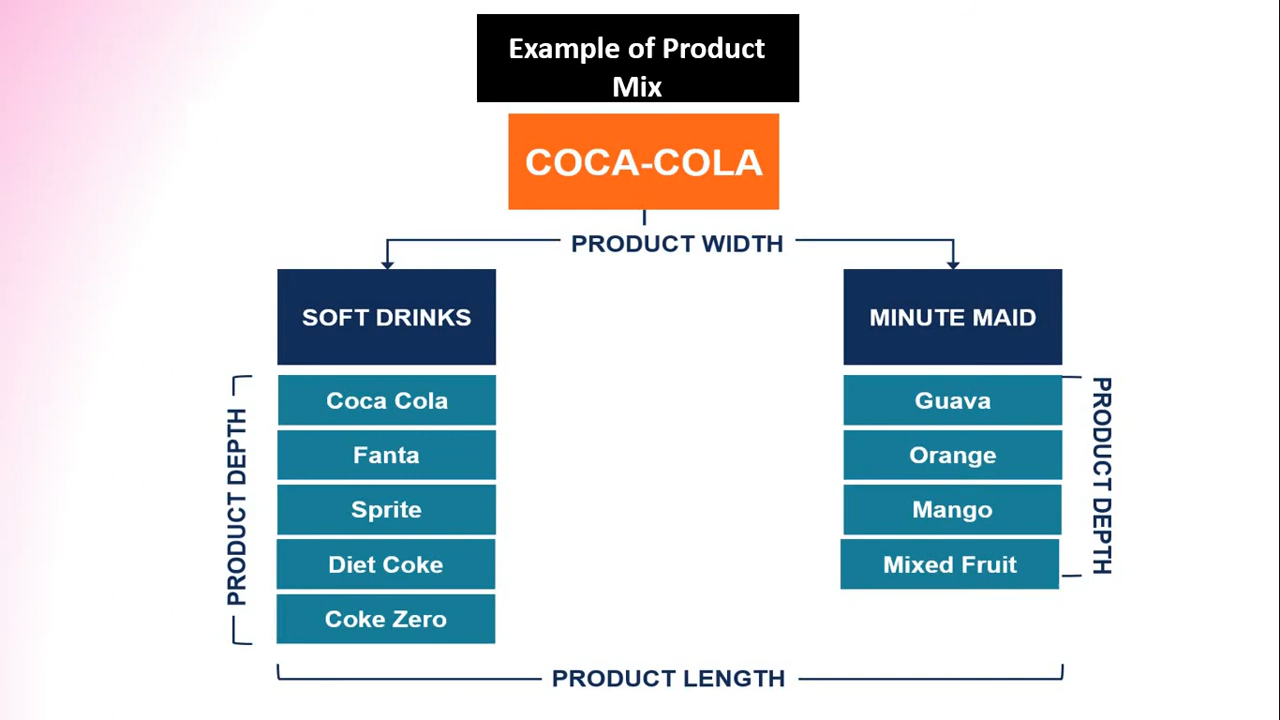 Example of Product
Mix
COCA-COLA
PRODUCT WIDTH
SOFT DRINKS
MINUTE MAID
PRODUCT DEPTH
Coca Cola
Fanta
Sprite
Diet Coke
Coke Zero
Guava
Orange
Mango
Mixed Fruit
PRODUCT DEPTH
PRODUCT LENGTH